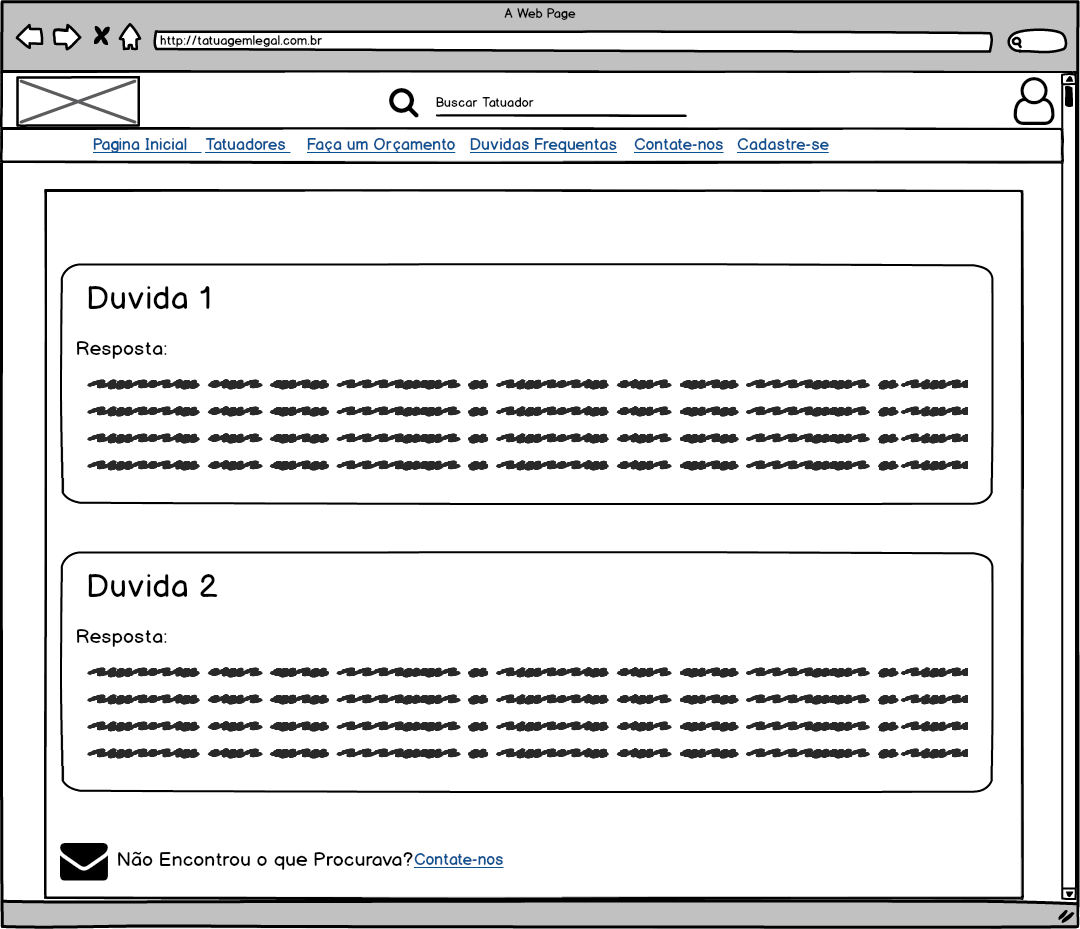 A Web Page
http://tatuagemlegal.com.br
Buscar Tatuador
Pagina Inicial Tatuadores Faça um Orçamento Duvidas Frequentas Contate-nos Cadastre-se
Duvida 1
Resposta:
Duvida 2
Resposta:
Não Encontrou o que Procurava?Contate-nos